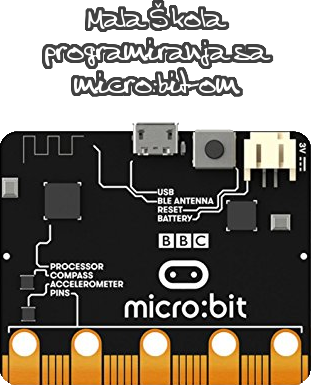 Mala Škola
programiranja sa
micro:bit-om
3V
USB
BLE ANTENNA
RESET
BATTERY
BBC
PROCESSOR
COMPASS
ACCELEROMETER
PINS
micro:bit